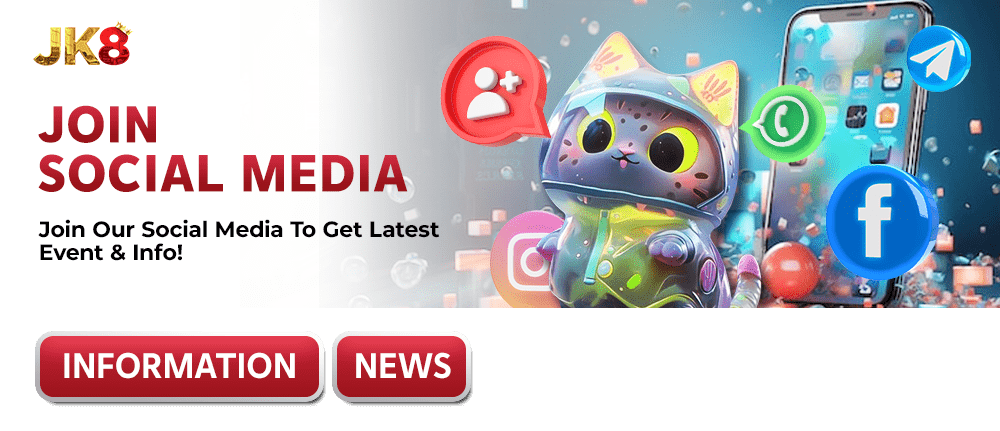 JK8
JOIN
SOCIAL MEDIA
Join Our Social Media To Get Latest
Event & Info!
INFORMATION
NEWS